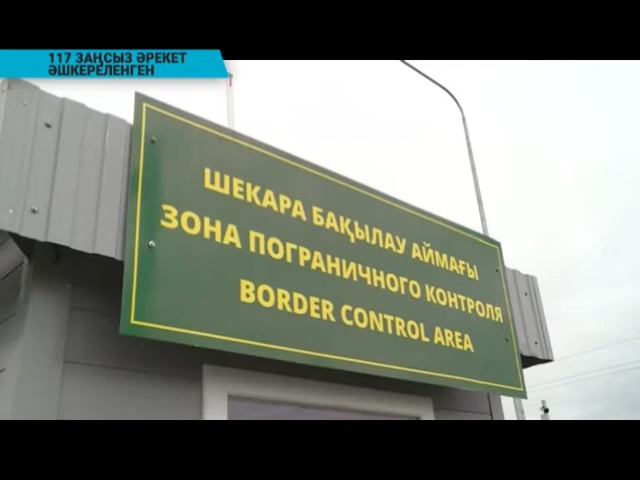 117 ЗАҢСЫЗ ӘРЕКЕТ
ӘШКЕРЕЛЕНГЕН
ШЕКАРА БАҚЫЛАУ АЙМАҒЫ
ЗОНА ПОГРАНИЧНОГО КОНТРОЛЯ
BORDER CONTROL AREA